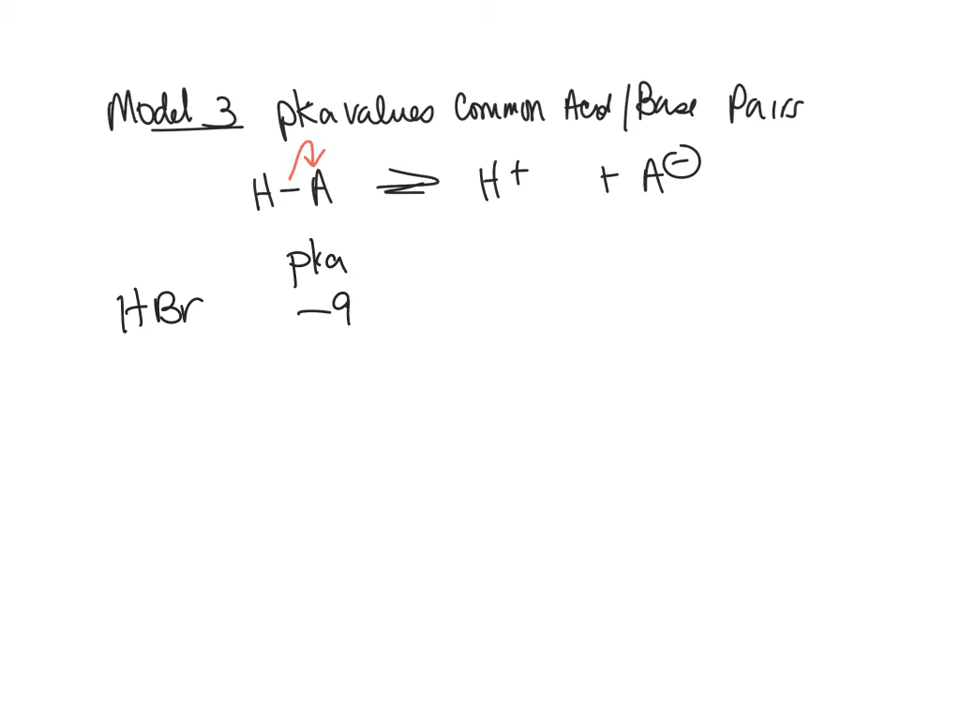 Model 3 pka values Common Acid/Base Pairs
H-A ⇌ H+ + A⊖
pka
HBr -9